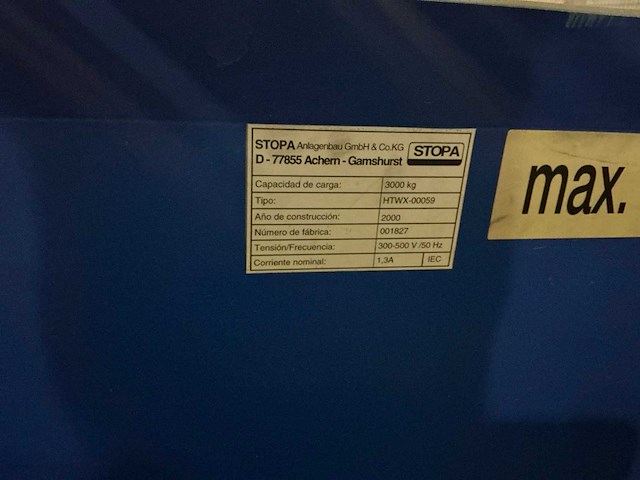 STOPA Anlagenbau GmbH & Co.KG
D - 77855 Achern - Gamshurst
STOPA
Capacidad de carga: 3000 kg
Tipo: HTWX-00059
Año de construcción: 2000
Número de fábrica: 001827
Tensión/Frecuencia: 300-500 V /50 Hz
Corriente nominal: 1,3A IEC
max.